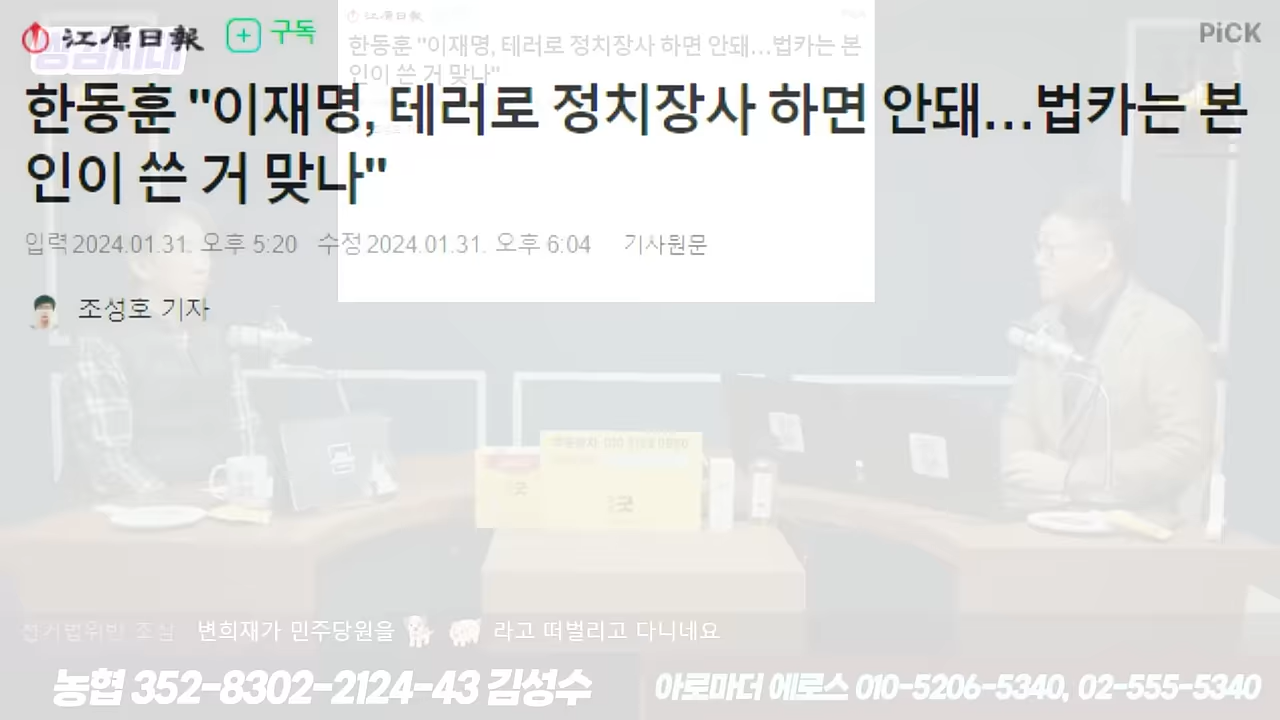 江原日報 구독 PiCK
한동훈 "이재명, 테러로 정치장사 하면 안돼…법카는 본
인이 쓴 거 맞나"
입력 2024.01.31. 오후 5:20 수정 2024.01.31. 오후 6:04 기사원문
조성호 기자
江原日報
한동훈 "이재명, 테러로 정치장사 하면 안돼…법카는 본
인이 쓴 거 맞나"
변희재가 민주당원을 라고 떠벌리고 다니네요
농협 352-8302-2124-43 김성수 아로마더 에로스 010-5206-5340, 02-555-5340